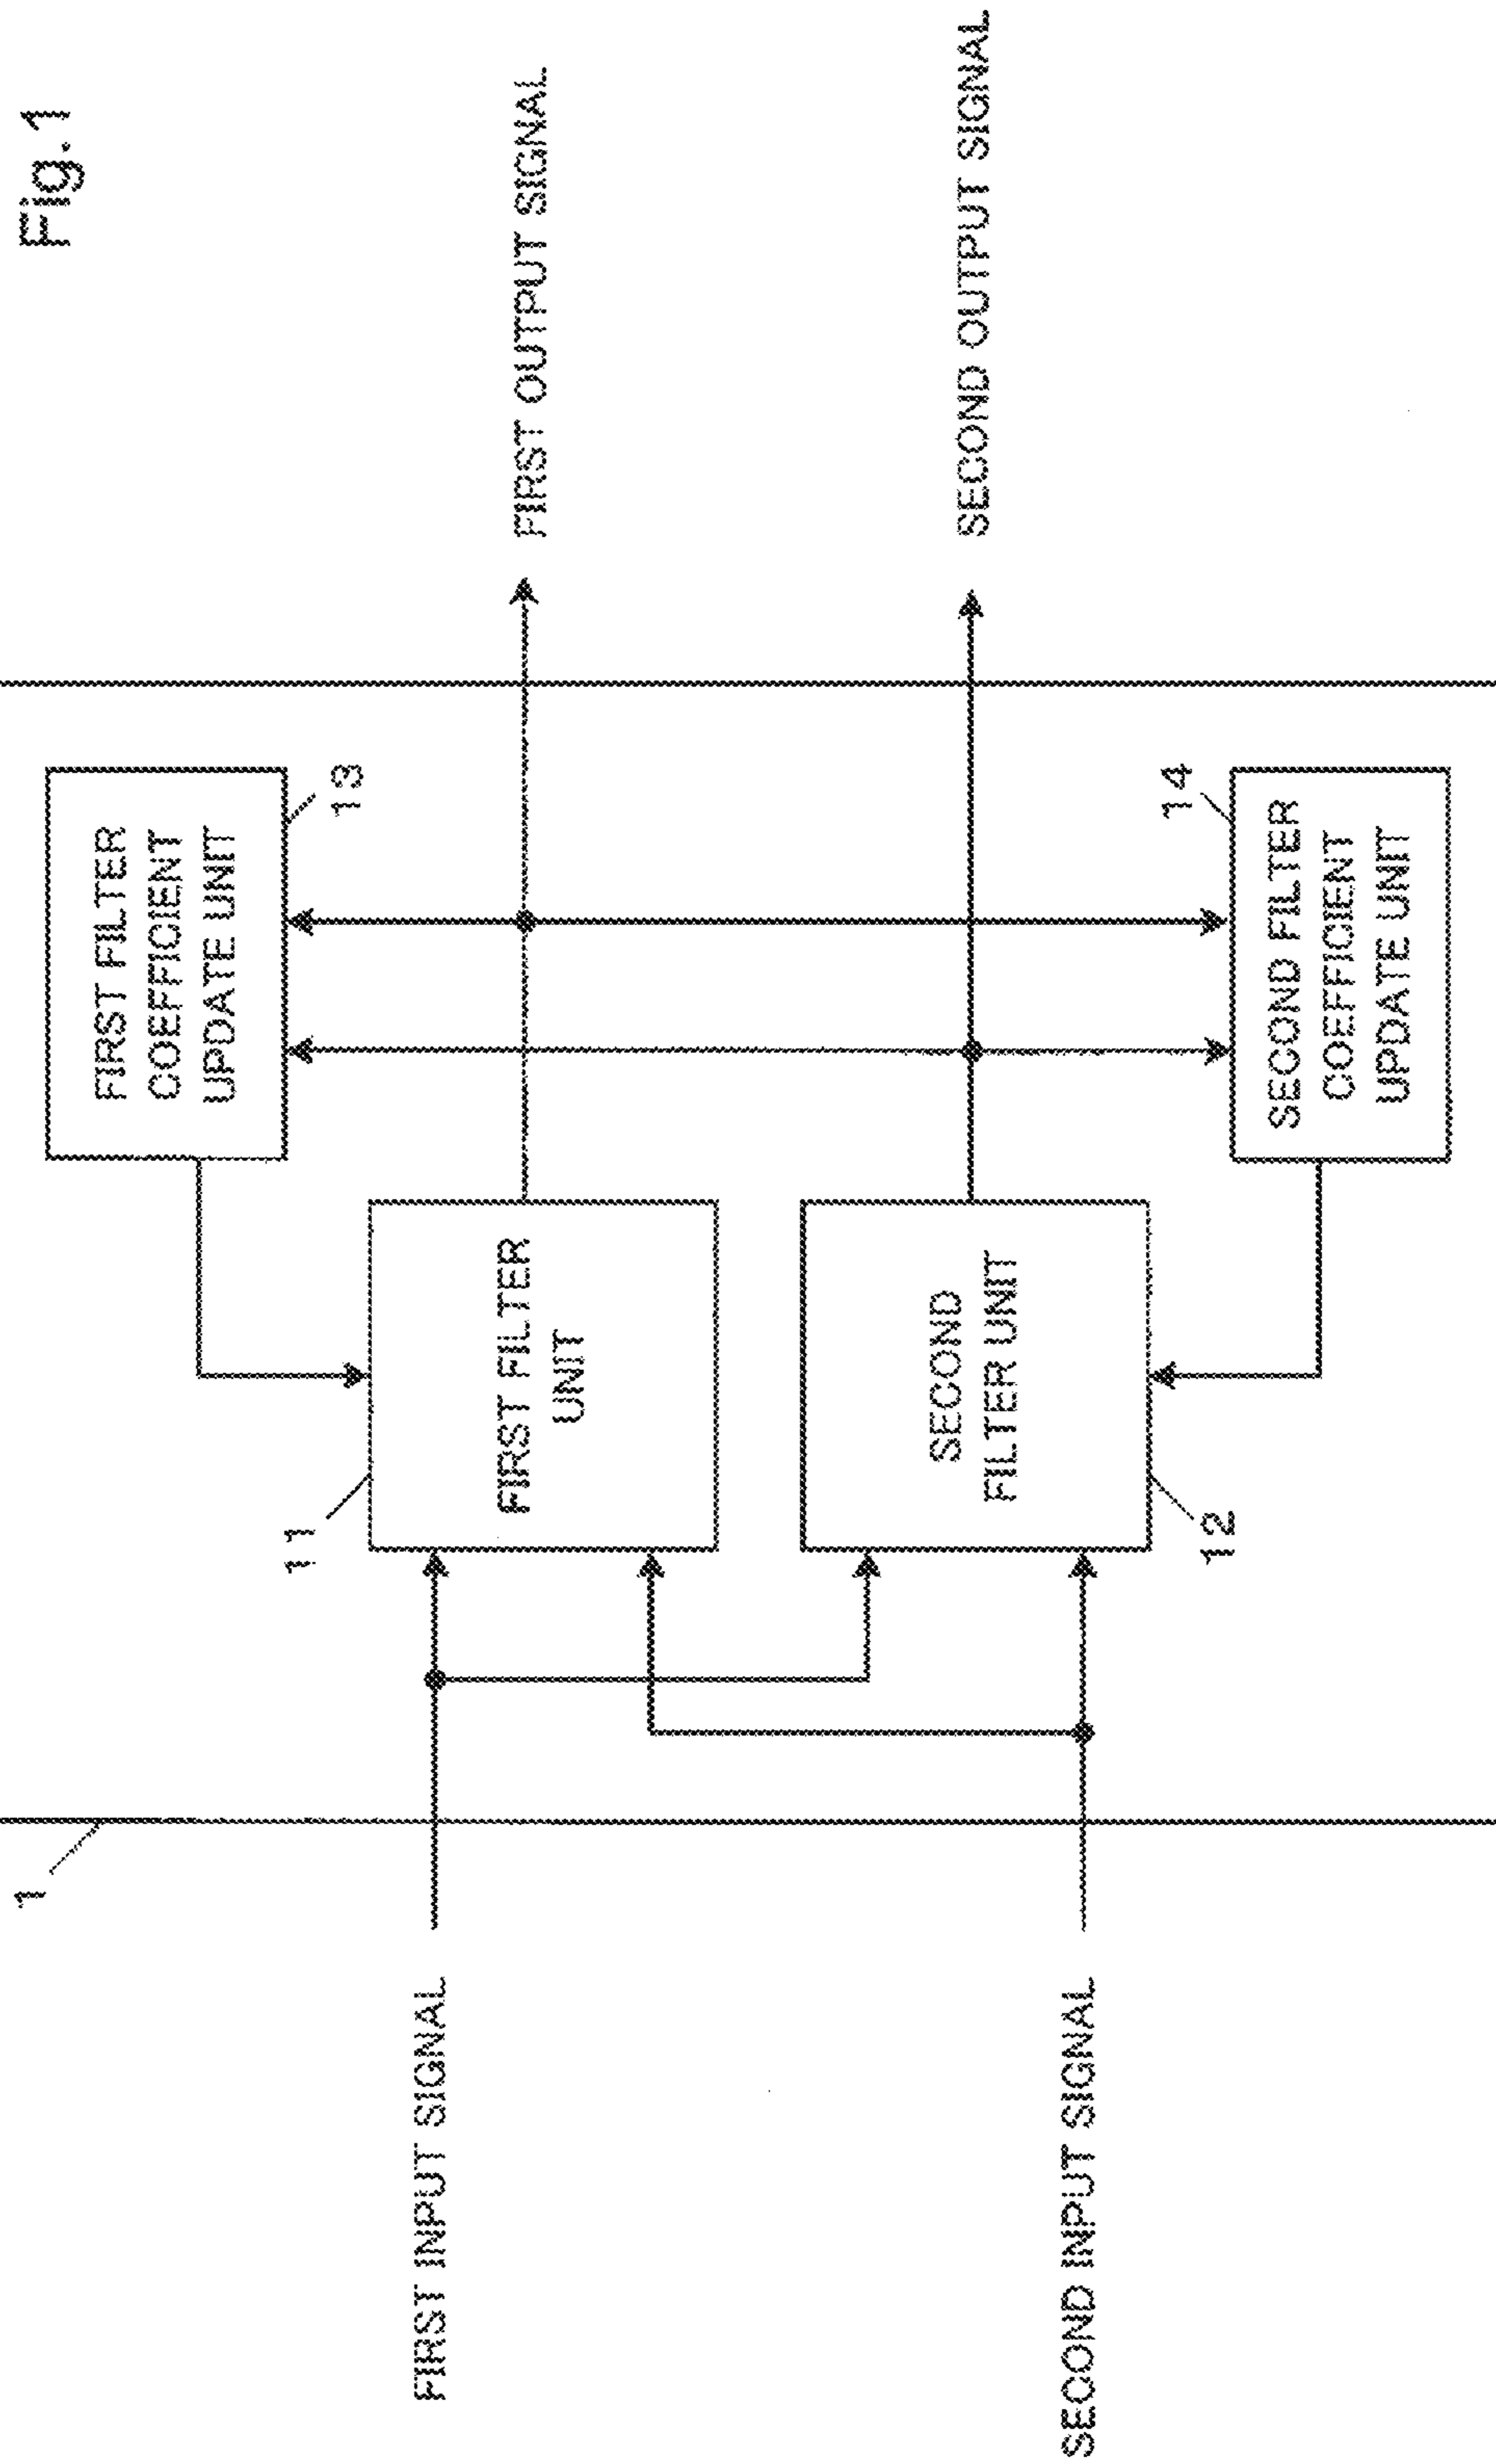 Fig.1
1
FIRST FILTER
COEFFICIENT
UPDATE UNIT
13
11
FIRST INPUT SIGNAL
FIRST FILTER
UNIT
FIRST OUTPUT SIGNAL
SECOND
FILTER UNIT
SECOND OUTPUT SIGNAL
SECOND INPUT SIGNAL
14
12
SECOND FILTER
COEFFICIENT
UPDATE UNIT